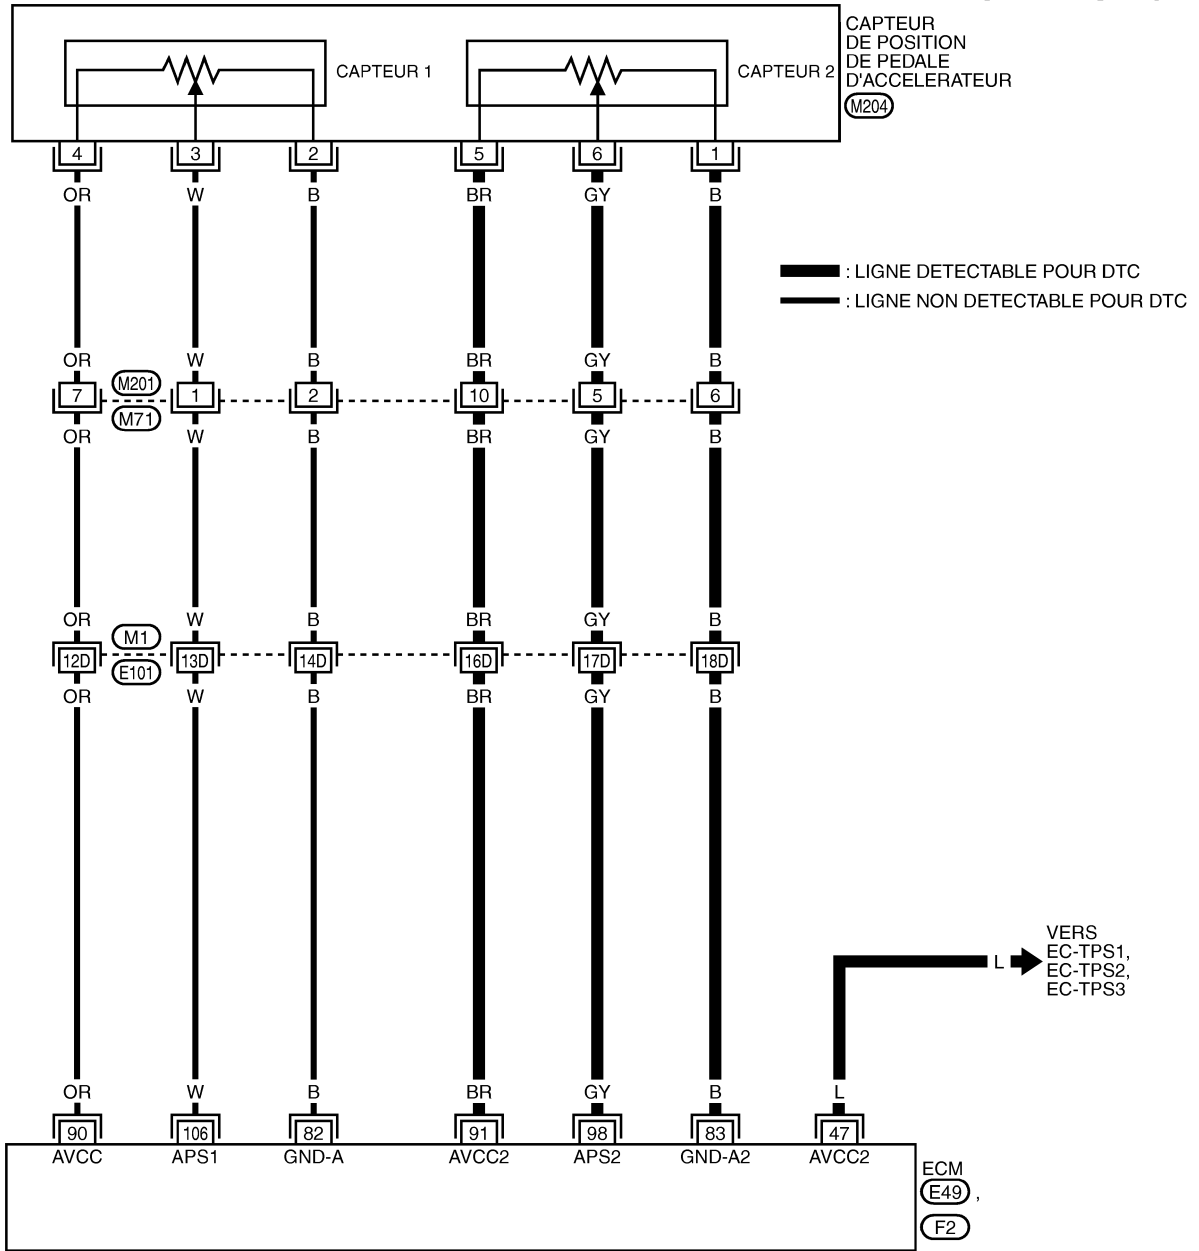 CAPTEUR
DE POSITION
DE PEDALE
D'ACCELERATEUR
M204
CAPTEUR 1
CAPTEUR 2
4 3 2 5 6 1
OR W B BR GY B
: LIGNE DETECTABLE POUR DTC
: LIGNE NON DETECTABLE POUR DTC
OR W B BR GY B
M201
7 1 2 10 5 6
M71
OR W B BR GY B
OR W B BR GY B
M1
12D 13D 14D 16D 17D 18D
E101
OR W B BR GY B
VERS
EC-TPS1,
EC-TPS2,
EC-TPS3
L
OR W B BR GY B L
90 106 82 91 98 83 47
AVCC APS1 GND-A AVCC2 APS2 GND-A2 AVCC2
ECM
E49 ,
F2